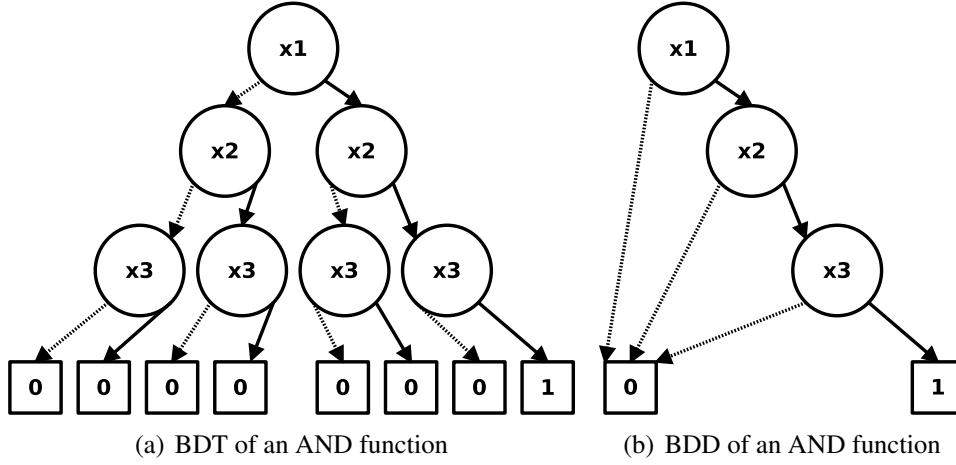 x1
x2 x2
x3 x3 x3 x3
0 0 0 0 0 0 0 1
(a) BDT of an AND function
x1
x2
x3
0 1
(b) BDD of an AND function